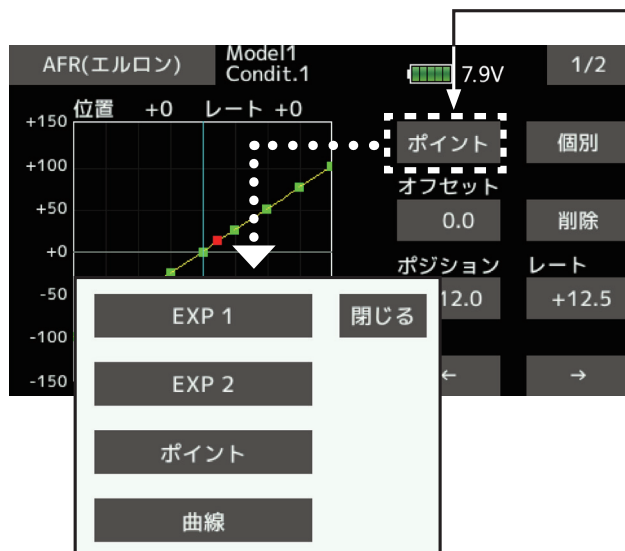 AFR(エルロン)
Model1
Condit.1
7.9V
1/2
位置 +0 レート +0
+150
+100
+50
+0
-50
-100
-150
ポイント
個別
オフセット
0.0
削除
ポジション
レート
12.0
+12.5
←
→
EXP 1
閉じる
EXP 2
ポイント
曲線